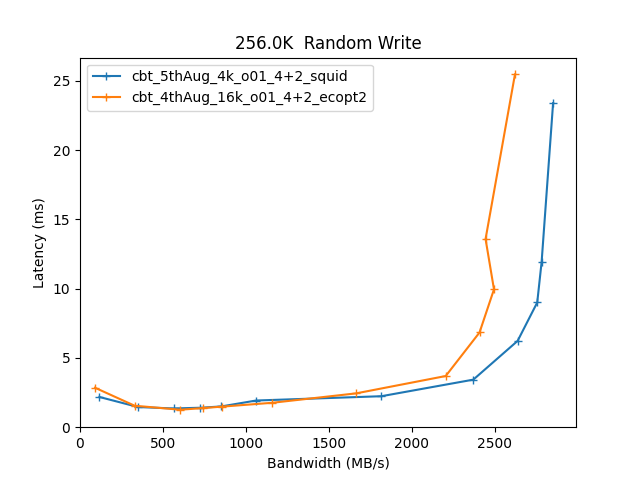 256.0K  Random Write
cbt_5thAug_4k_o01_4+2_squid
cbt_4thAug_16k_o01_4+2_ecopt2
25
20
15
10
5
0
Latency (ms)
0 500 1000 1500 2000 2500
Bandwidth (MB/s)